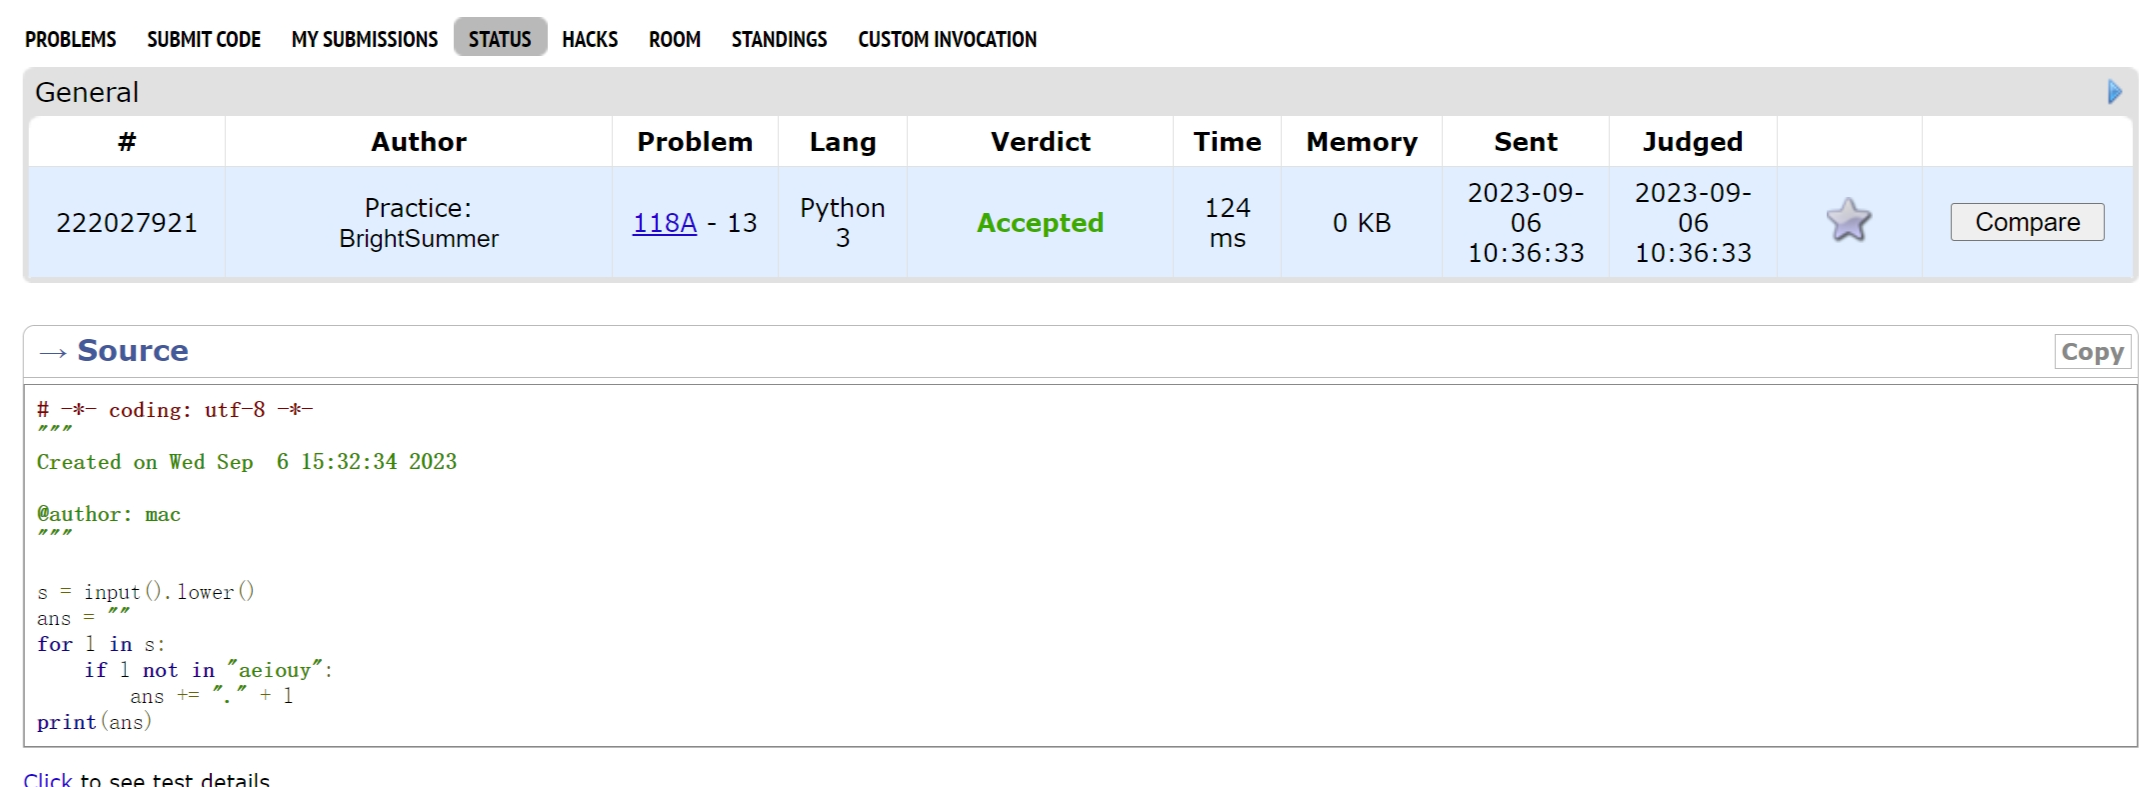 PROBLEMS SUBMIT CODE MY SUBMISSIONS STATUS HACKS ROOM STANDINGS CUSTOM INVOCATION
General
# Author Problem Lang Verdict Time Memory Sent Judged
222027921 Practice: BrightSummer 118A - 13 Python 3 Accepted 124 ms 0 KB 2023-09-06 10:36:33 2023-09-06 10:36:33 Compare
→ Source Copy
# -*- coding: utf-8 -*-
"""
Created on Wed Sep  6 15:32:34 2023
@author: mac
"""
s = input().lower()
ans = ""
for l in s:
    if l not in "aeiouy":
        ans += "." + l
print(ans)
Click to see test details